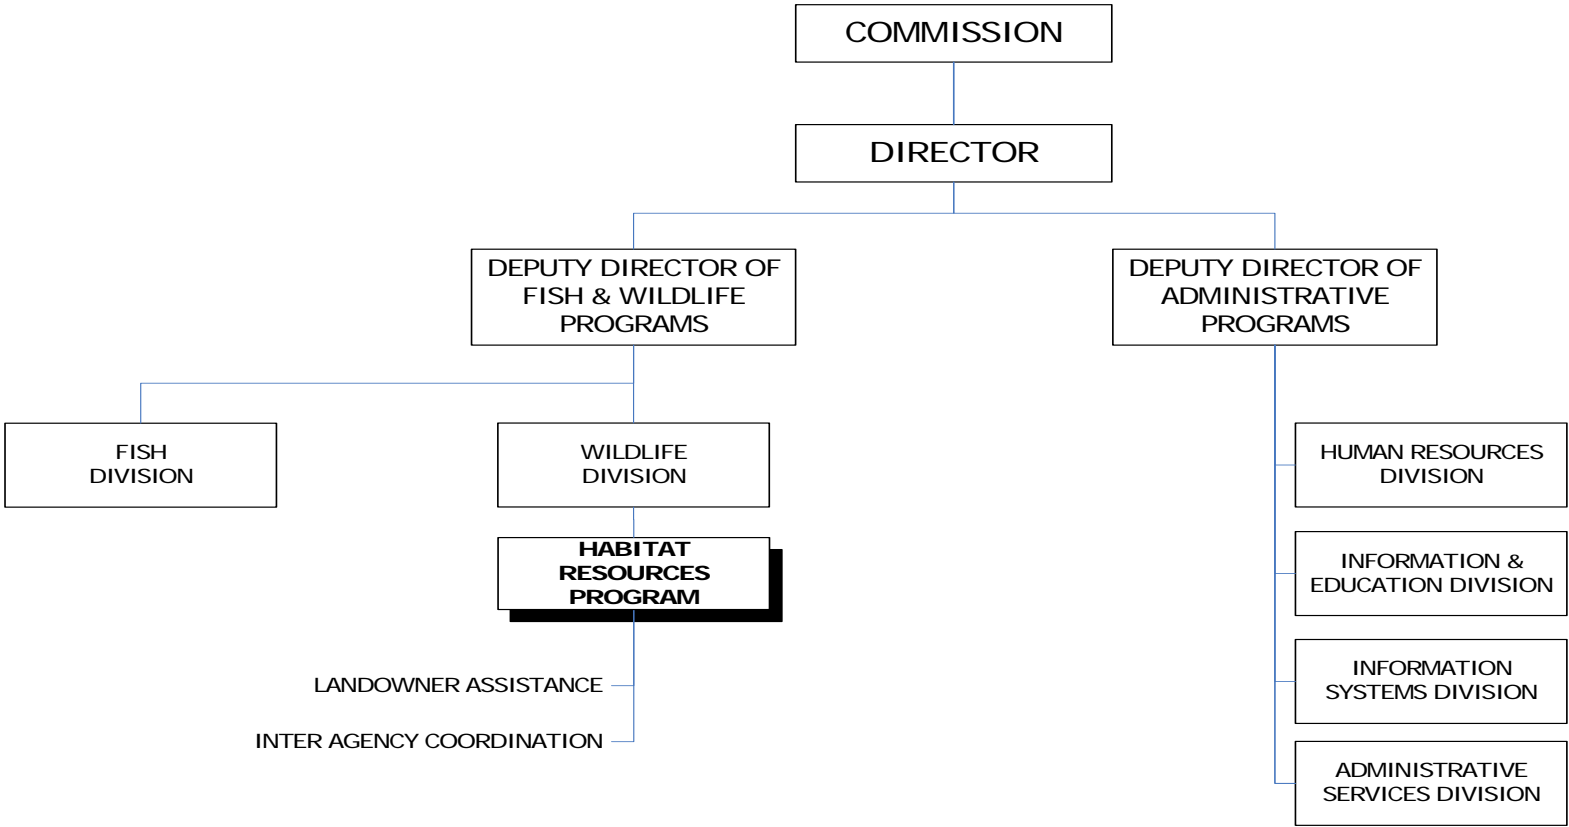 COMMISSION
DIRECTOR
DEPUTY DIRECTOR OF
FISH & WILDLIFE
PROGRAMS
DEPUTY DIRECTOR OF
ADMINISTRATIVE
PROGRAMS
FISH
DIVISION
WILDLIFE
DIVISION
HABITAT
RESOURCES
PROGRAM
LANDOWNER ASSISTANCE
INTER AGENCY COORDINATION
HUMAN RESOURCES
DIVISION
INFORMATION &
EDUCATION DIVISION
INFORMATION
SYSTEMS DIVISION
ADMINISTRATIVE
SERVICES DIVISION